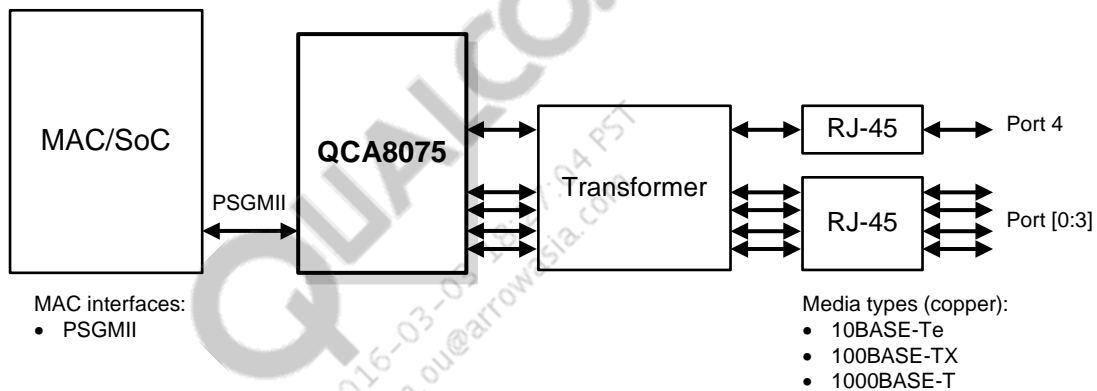 MAC/SoC
QCA8075
PSGMII
Transformer
RJ-45
Port 4
RJ-45
Port [0:3]
MAC interfaces:
• PSGMII
Media types (copper):
• 10BASE-Te
• 100BASE-TX
• 1000BASE-T